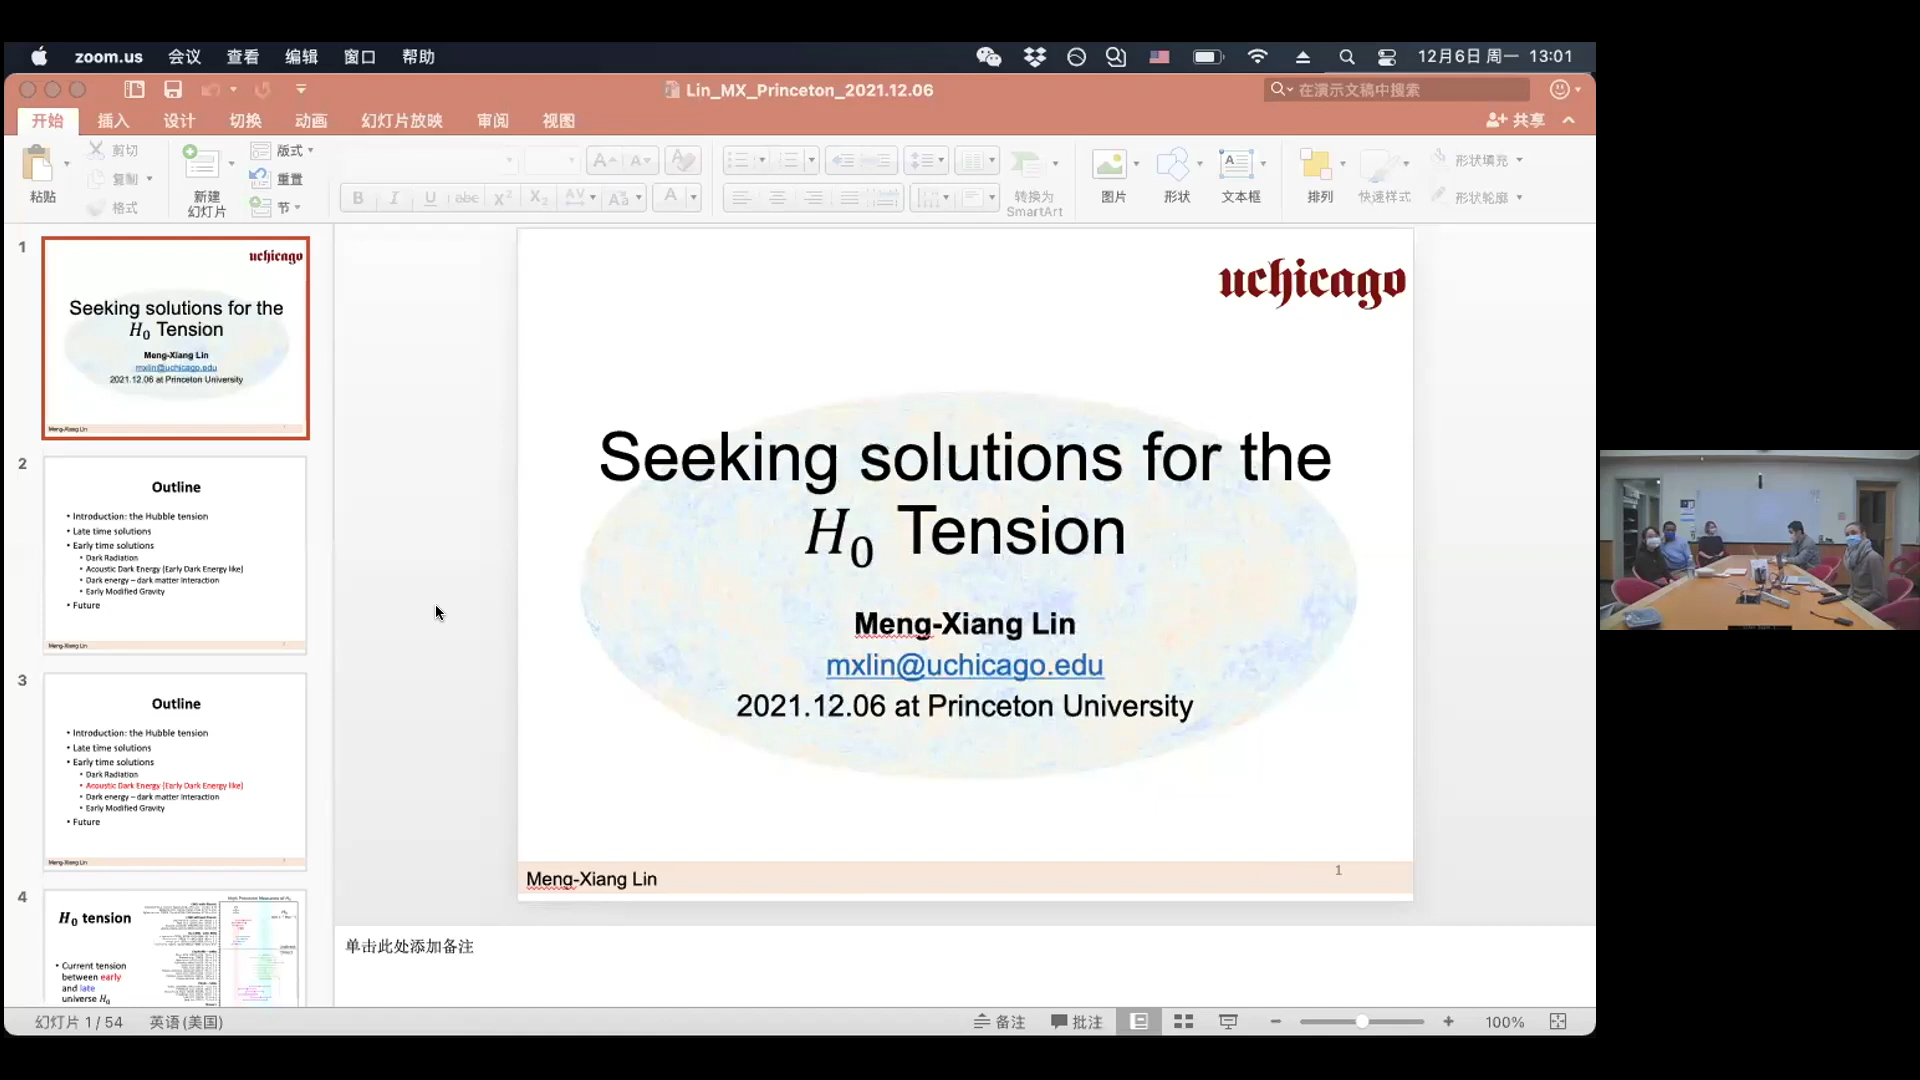 zoom.us 会议 查看 编辑 窗口 帮助 12月6日 周一 13:01
Lin_MX_Princeton_2021.12.06
在演示文稿中搜索
开始 插入 设计 切换 动画 幻灯片放映 审阅 视图 共享
粘贴
剪切
复制
格式
新建
幻灯片
版式
重置
节
转换为
SmartArt
图片
形状
文本框
排列
快速样式
形状填充
形状轮廓
1
uchicago
Seeking solutions for the
H₀ Tension
Meng-Xiang Lin
mxlin@uchicago.edu
2021.12.06 at Princeton University
Meng-Xiang Lin
2
Outline
• Introduction: the Hubble tension
• Late time solutions
• Early time solutions
• Dark Radiation
• Acoustic Dark Energy (Early Dark Energy like)
• Dark energy – dark matter interaction
• Early Modified Gravity
• Future
Meng-Xiang Lin
3
Outline
• Introduction: the Hubble tension
• Late time solutions
• Early time solutions
• Dark Radiation
• Acoustic Dark Energy (Early Dark Energy like)
• Dark energy – dark matter interaction
• Early Modified Gravity
• Future
Meng-Xiang Lin
4
H₀ tension
• Current tension
between early
and late
universe H₀
uchicago
Seeking solutions for the
H₀ Tension
Meng-Xiang Lin
mxlin@uchicago.edu
2021.12.06 at Princeton University
Meng-Xiang Lin 1
单击此处添加备注
幻灯片 1 / 54 英语(美国) 备注 批注 100%